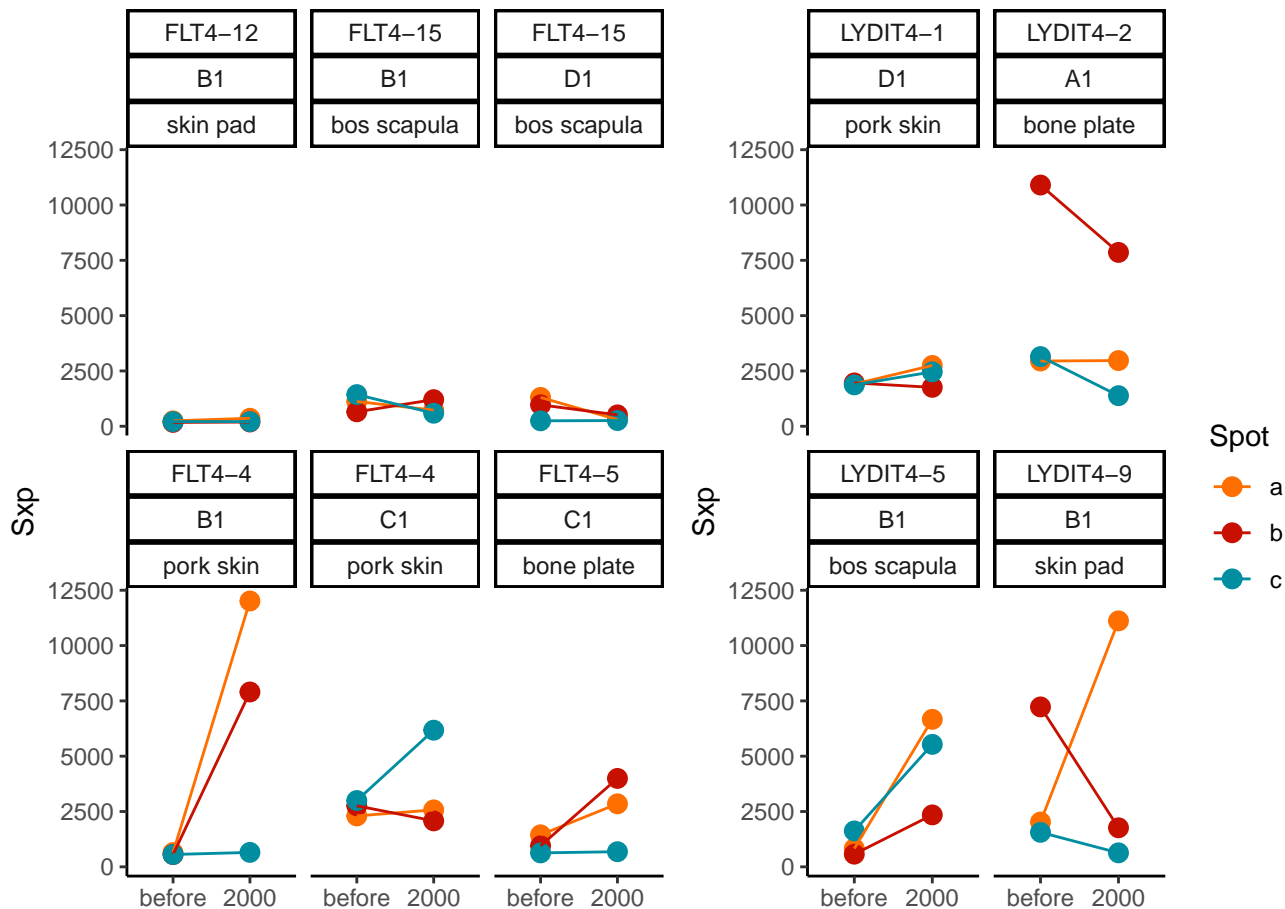 FLT4−12 FLT4−15 FLT4−15 LYDIT4−1 LYDIT4−2
B1 B1 D1 D1 A1
skin pad bos scapula bos scapula pork skin bone plate
12500 12500
10000 10000
7500 7500
5000 5000
2500 2500
0 0
Sxp Sxp
FLT4−4 FLT4−4 FLT4−5 LYDIT4−5 LYDIT4−9
B1 C1 C1 B1 B1
pork skin pork skin bone plate bos scapula skin pad
12500 12500
10000 10000
7500 7500
5000 5000
2500 2500
0 0
before 2000 before 2000 before 2000 before 2000 before 2000
Spot
a
b
c